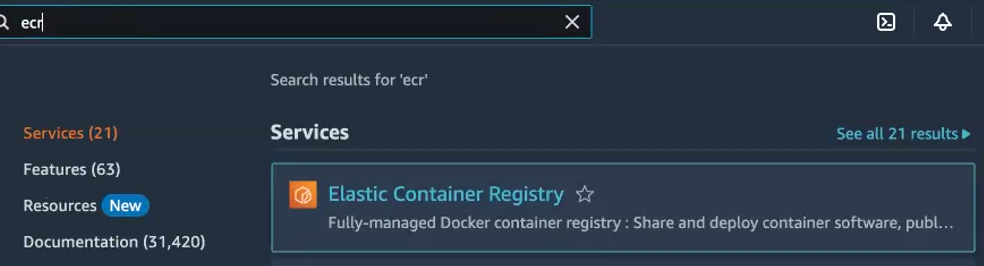 ecr
Search results for 'ecr'
Services (21)
Features (63)
Resources New
Documentation (31,420)
Services
See all 21 results
Elastic Container Registry
Fully-managed Docker container registry : Share and deploy container software, publ...